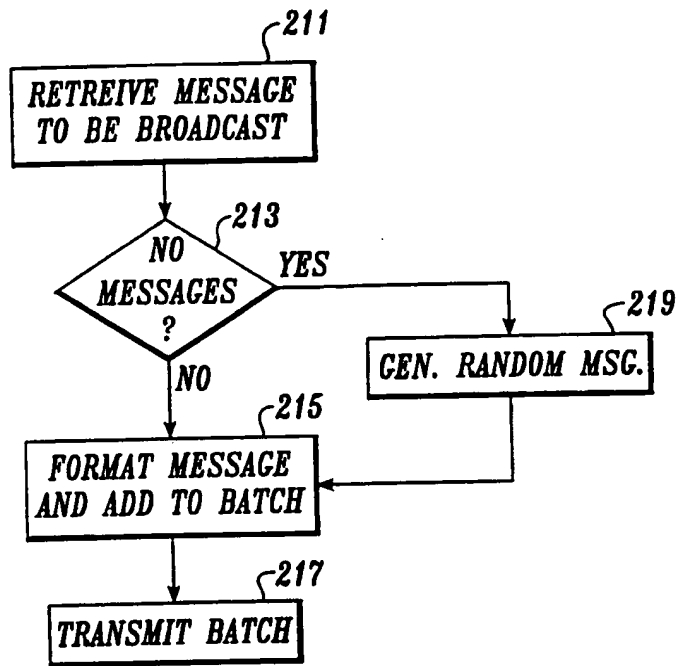 211
RETREIVE MESSAGE
TO BE BROADCAST
213
NO
MESSAGES
?
YES
NO
219
GEN. RANDOM MSG.
215
FORMAT MESSAGE
AND ADD TO BATCH
217
TRANSMIT BATCH